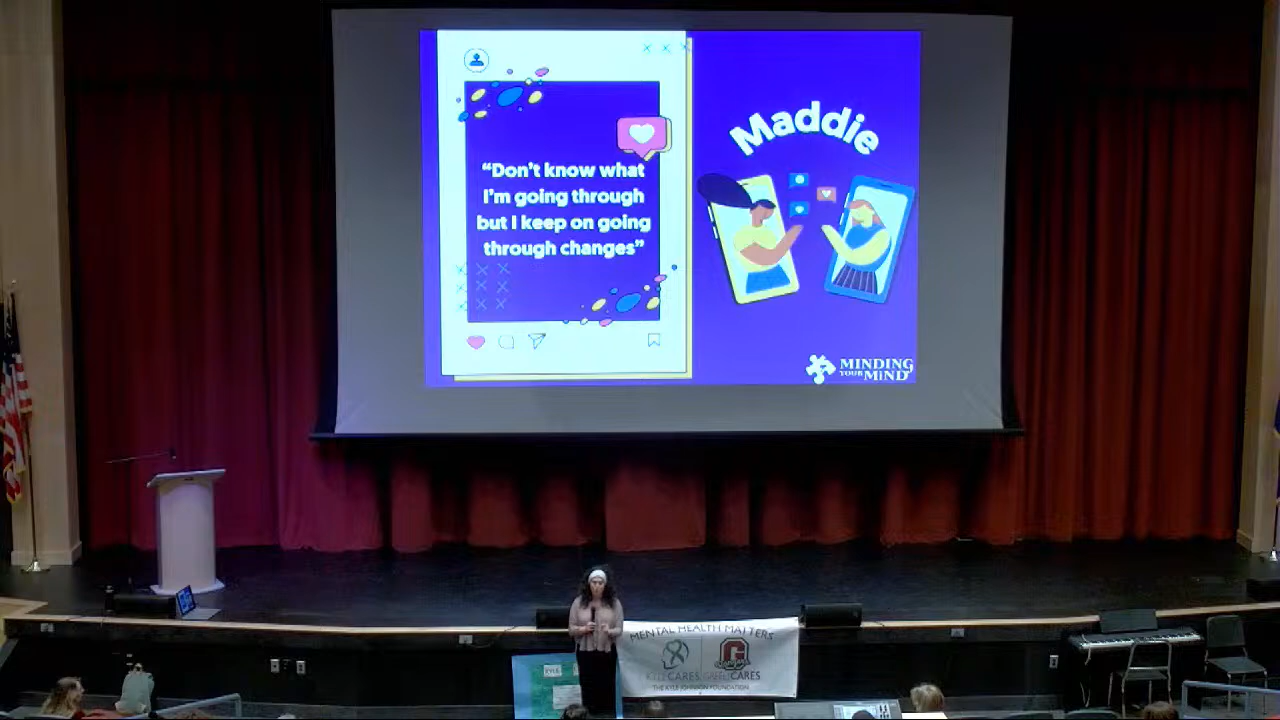 Maddie
“Don’t know what
I’m going through
but I keep on going
through changes”
MINDING
YOUR MIND
MENTAL HEALTH MATTERS
KYLE CARES
CARES
THE KYLE JOHNSON FOUNDATION